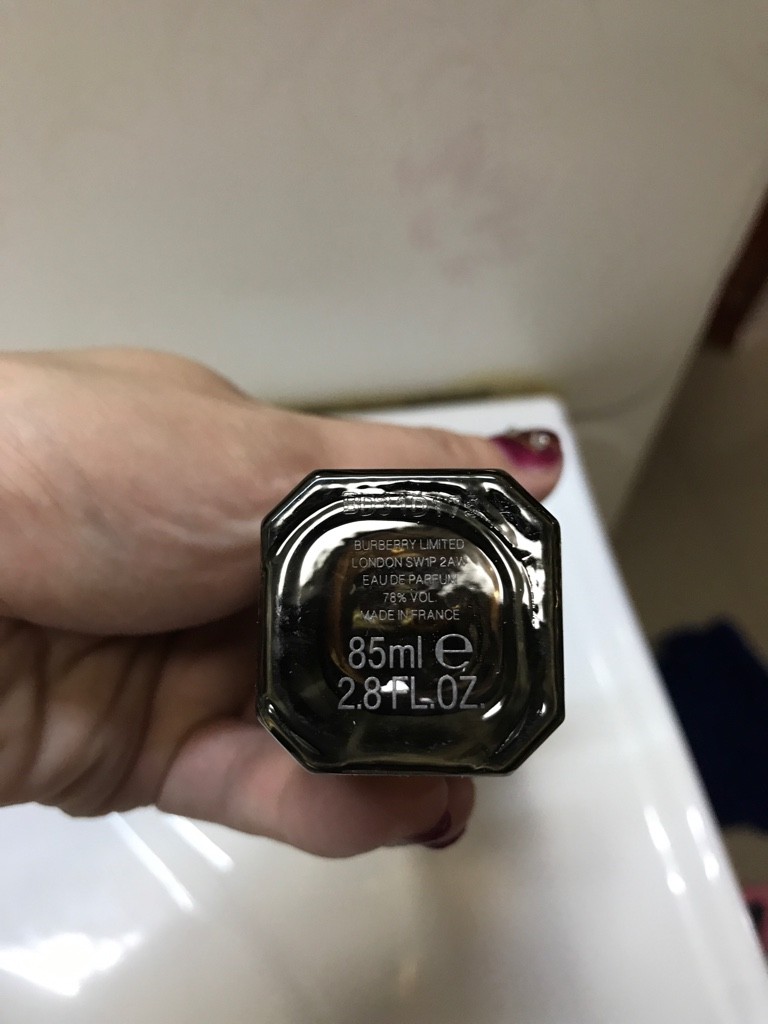 BURBERRY LIMITED
LONDON SW1P 2AW
EAU DE PARFUM
78% VOL.
MADE IN FRANCE
85ml e
2.8 FL.OZ.